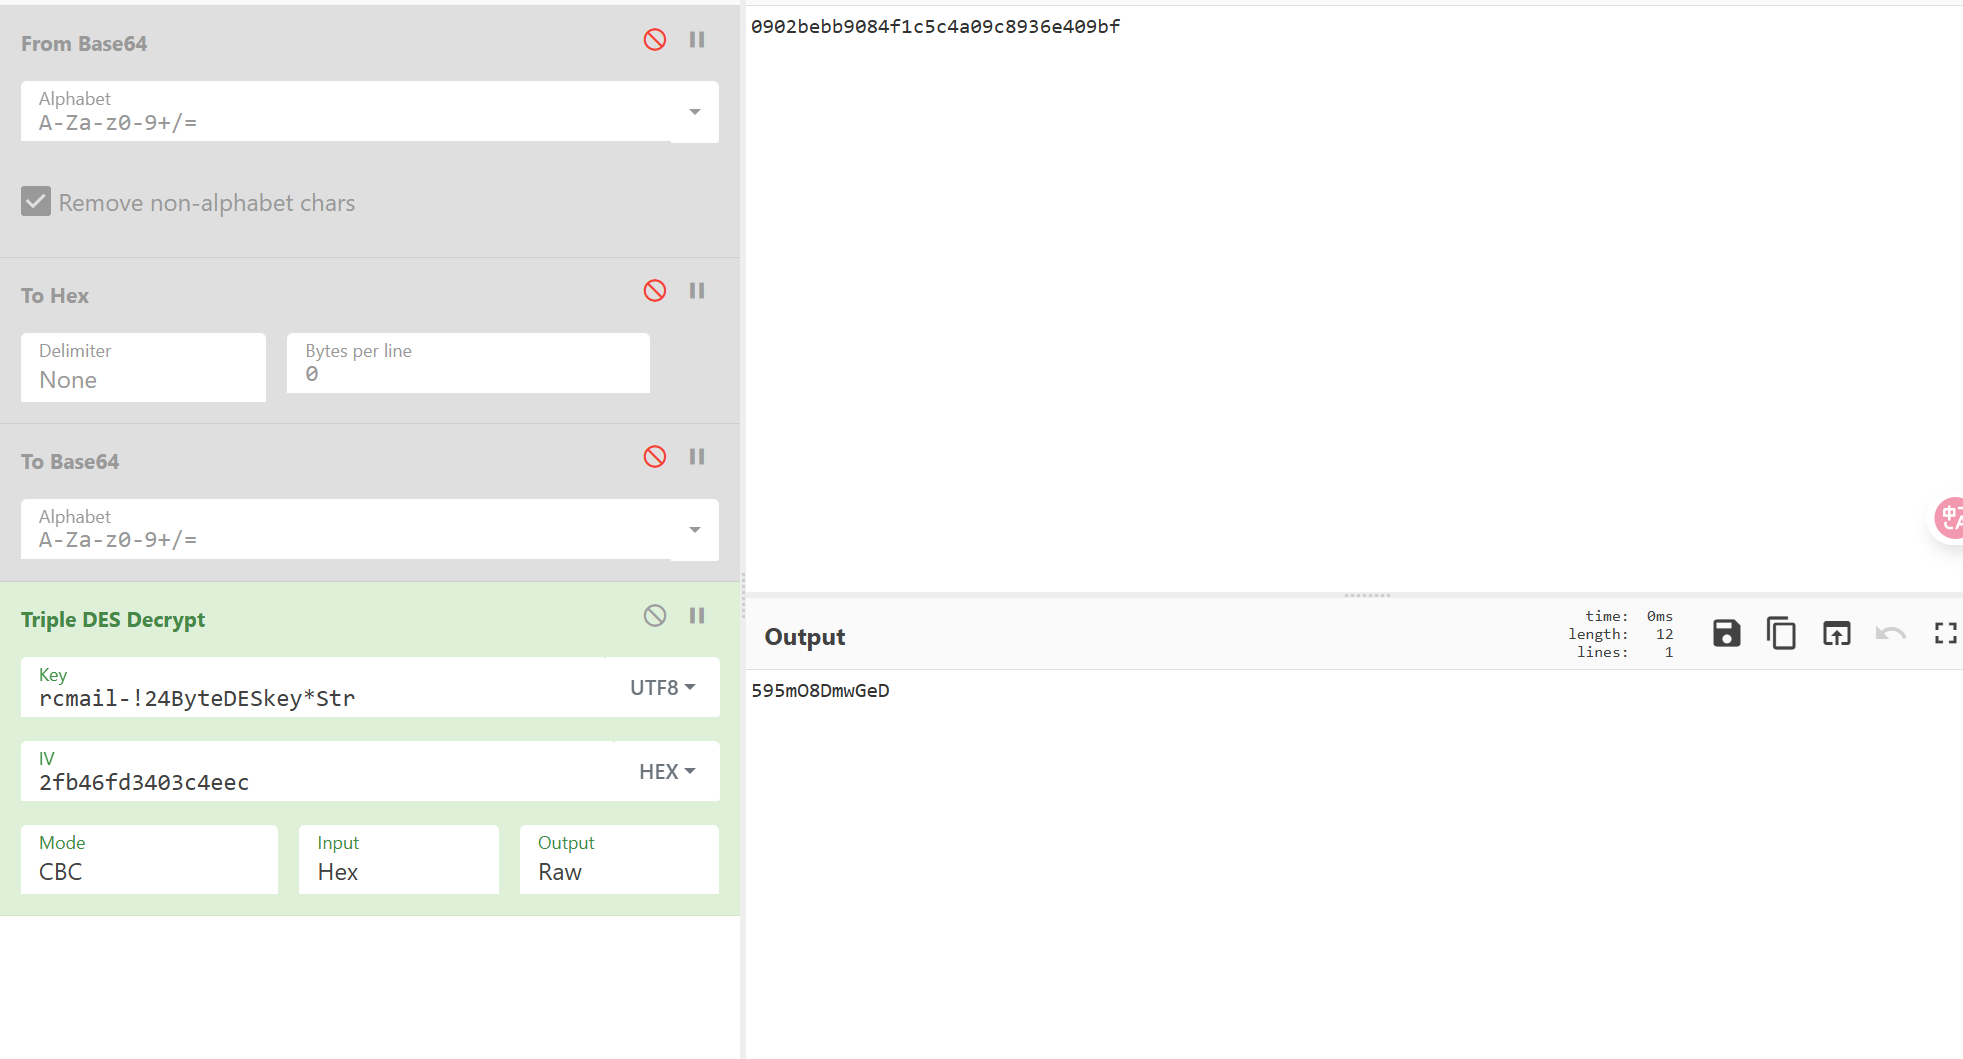 From Base64
Alphabet
A-Za-z0-9+/=
Remove non-alphabet chars
To Hex
Delimiter
None
Bytes per line
0
To Base64
Alphabet
A-Za-z0-9+/=
Triple DES Decrypt
Key
rcmail-!24ByteDESkey*Str
UTF8
IV
2fb46fd3403c4eec
HEX
Mode
CBC
Input
Hex
Output
Raw
0902bebb9084f1c5c4a09c8936e409bf
Output
time: 0ms
length: 12
lines: 1
595mO8DmwGeD